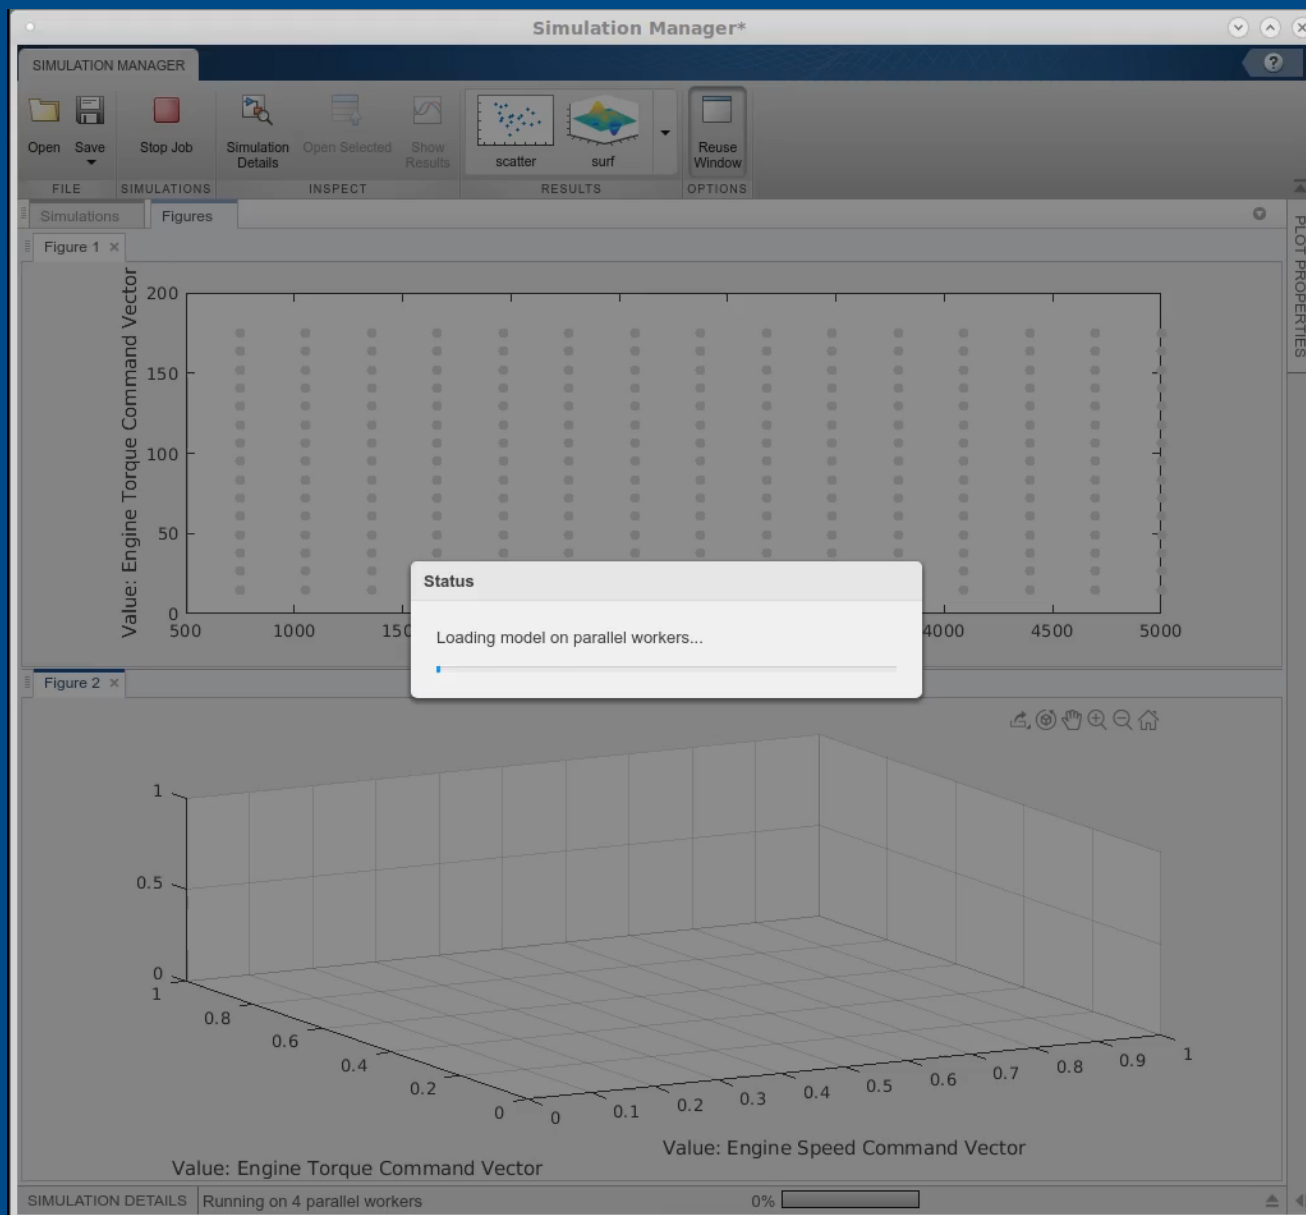 Simulation Manager*
SIMULATION MANAGER
?
Open Save Stop Job Simulation Details Open Selected Show Results scatter surf Reuse Window
FILE SIMULATIONS INSPECT RESULTS OPTIONS
Simulations Figures
PLOT PROPERTIES
Figure 1
Value: Engine Torque Command Vector
200
150
100
50
0
500 1000 4000 4500 5000
Status
Loading model on parallel workers...
Figure 2
1
0.5
0
1
0.8
0.6
0.4
0.2
0
0 0.1 0.2 0.3 0.4 0.5 0.6 0.7 0.8 0.9 1
Value: Engine Speed Command Vector
Value: Engine Torque Command Vector
SIMULATION DETAILS Running on 4 parallel workers 0%